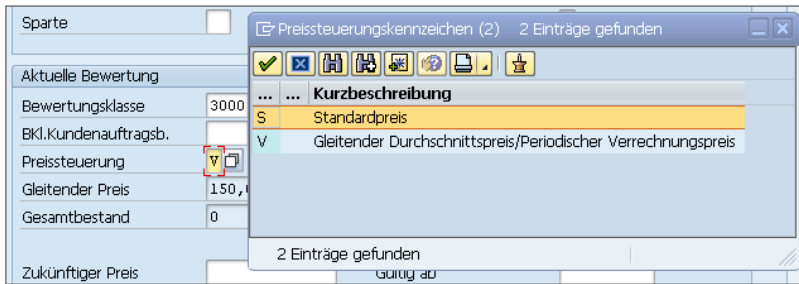 Sparte
Preissteuerungskennzeichen (2) 2 Einträge gefunden
Aktuelle Bewertung
... ... Kurzbeschreibung
Bewertungsklasse 3000
S Standardpreis
BKl.Kundenauftragsb.
V Gleitender Durchschnittspreis/Periodischer Verrechnungspreis
Preissteuerung V
Gleitender Preis 150,
Gesamtbestand 0
2 Einträge gefunden
Zukünftiger Preis Gültig ab